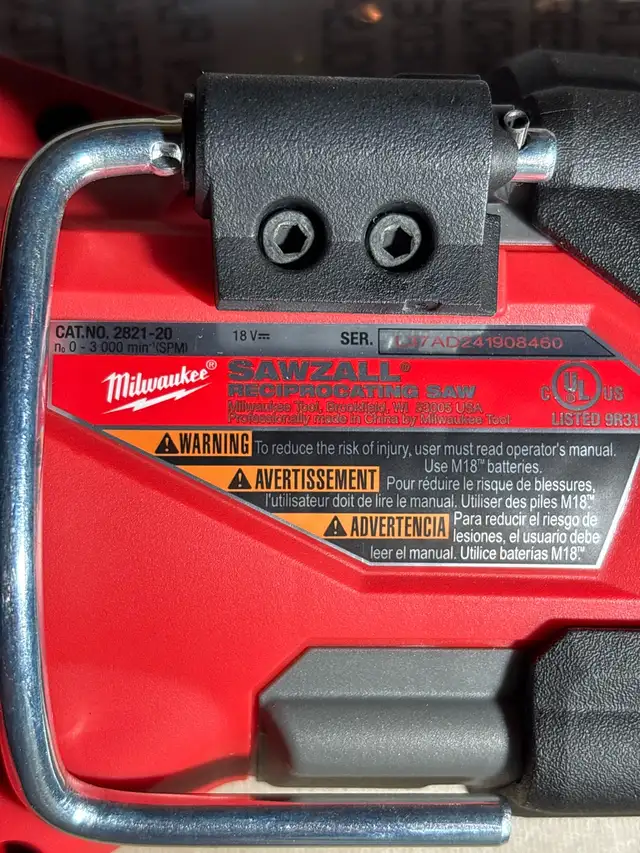 CAT.NO. 2821-20 18 V⎓ SER. LJ7AD241908460
n₀ 0 - 3 000 min⁻¹(SPM)
Milwaukee®
SAWZALL®
RECIPROCATING SAW
Milwaukee Tool, Brookfield, WI 53005 USA
Professionally made in China by Milwaukee Tool
C UL US
LISTED 9R31
WARNING To reduce the risk of injury, user must read operator's manual.
Use M18™ batteries.
AVERTISSEMENT Pour réduire le risque de blessures,
l'utilisateur doit de lire le manual. Utiliser des piles M18™.
ADVERTENCIA Para reducir el riesgo de
lesiones, el usuario debe
leer el manual. Utilice baterías M18™.